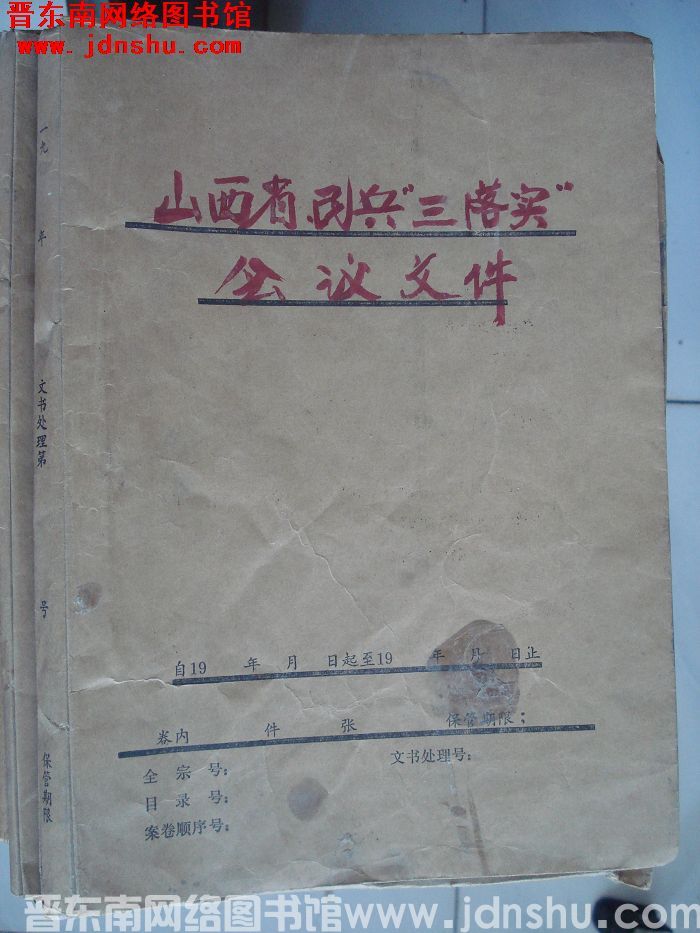 晋东南网络图书馆
www.jdnshu.com
山西省民兵"三落实"
会议文件
一九　年
文书处理第
号
保管期限
自19　年　月　日起至19　年　月　日止
卷内　件　张　保管期限:
全宗号:　文书处理号:
目录号:
案卷顺序号:
晋东南网络图书馆www.jdnshu.com